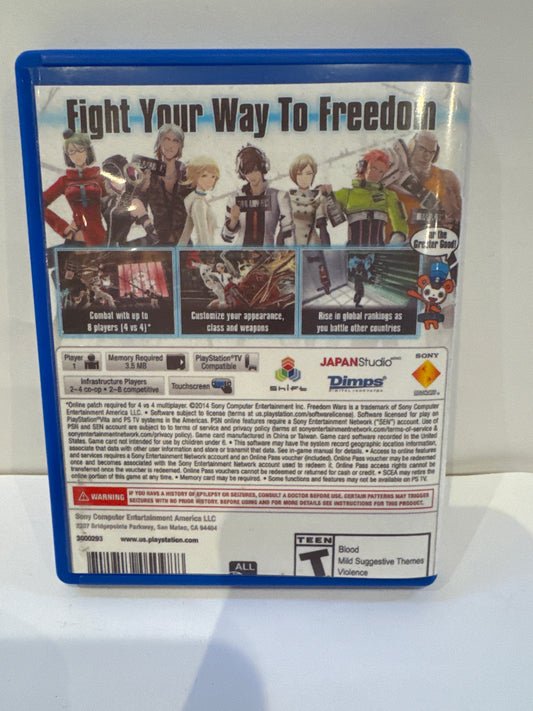 Fight Your Way To Freedom
For the
Greater Good!
Combat with up to
8 players (4 vs 4)*
Customize your appearance,
class and weapons
Rise in global rankings as
you battle other countries
Player
1
Memory Required
3.5 MB
PlayStation®TV
Compatible
Infrastructure Players
2-4 co-op • 2-8 competitive
Touchscreen
shift
JAPANStudio
Dimps
SONY
*Online patch required for 4 vs 4 multiplayer. ©2014 Sony Computer Entertainment Inc. Freedom Wars is a trademark of Sony Computer
Entertainment America LLC. • Software subject to license (terms at us.playstation.com/softwarelicense). Software licensed for play on
PlayStation®Vita and PS TV systems in the Americas. PSN online features require a Sony Entertainment Network ("SEN") account. Use of
PSN and SEN account are subject to terms of service and privacy policy (terms at sonyentertainmentnetwork.com/terms-of-service &
sonyentertainmentnetwork.com/privacy policy). Game card manufactured in China or Taiwan. Game card software recorded in the United
States. Game card not intended for use by children under 6. • This software may have the system record geographic location information,
associate that data with other user information and store or transmit that data. See in-game manual for details. • Access to online features
and services requires a Sony Entertainment Network account and an Online Pass voucher (included). Online Pass voucher may be redeemed
once and becomes associated with the Sony Entertainment Network account used to redeem it. Online Pass access rights cannot be
transferred once the voucher is redeemed. • Online Pass vouchers cannot be redeemed or returned for cash or credit. • SCEA may retire the
online portion of this game at any time. • Memory card may be required. • Some functions and features may not be available on PS TV.
WARNING
IF YOU HAVE A HISTORY OF EPILEPSY OR SEIZURES, CONSULT A DOCTOR BEFORE USE. CERTAIN PATTERNS MAY TRIGGER
SEIZURES WITH NO PRIOR HISTORY. BEFORE USING AND FOR MORE DETAILS SEE INSTRUCTIONS FOR THIS PRODUCT.
Sony Computer Entertainment America LLC
2207 Bridgepointe Parkway, San Mateo, CA 94404
3000293
www.us.playstation.com
ALL
TEEN
T
Blood
Mild Suggestive Themes
Violence